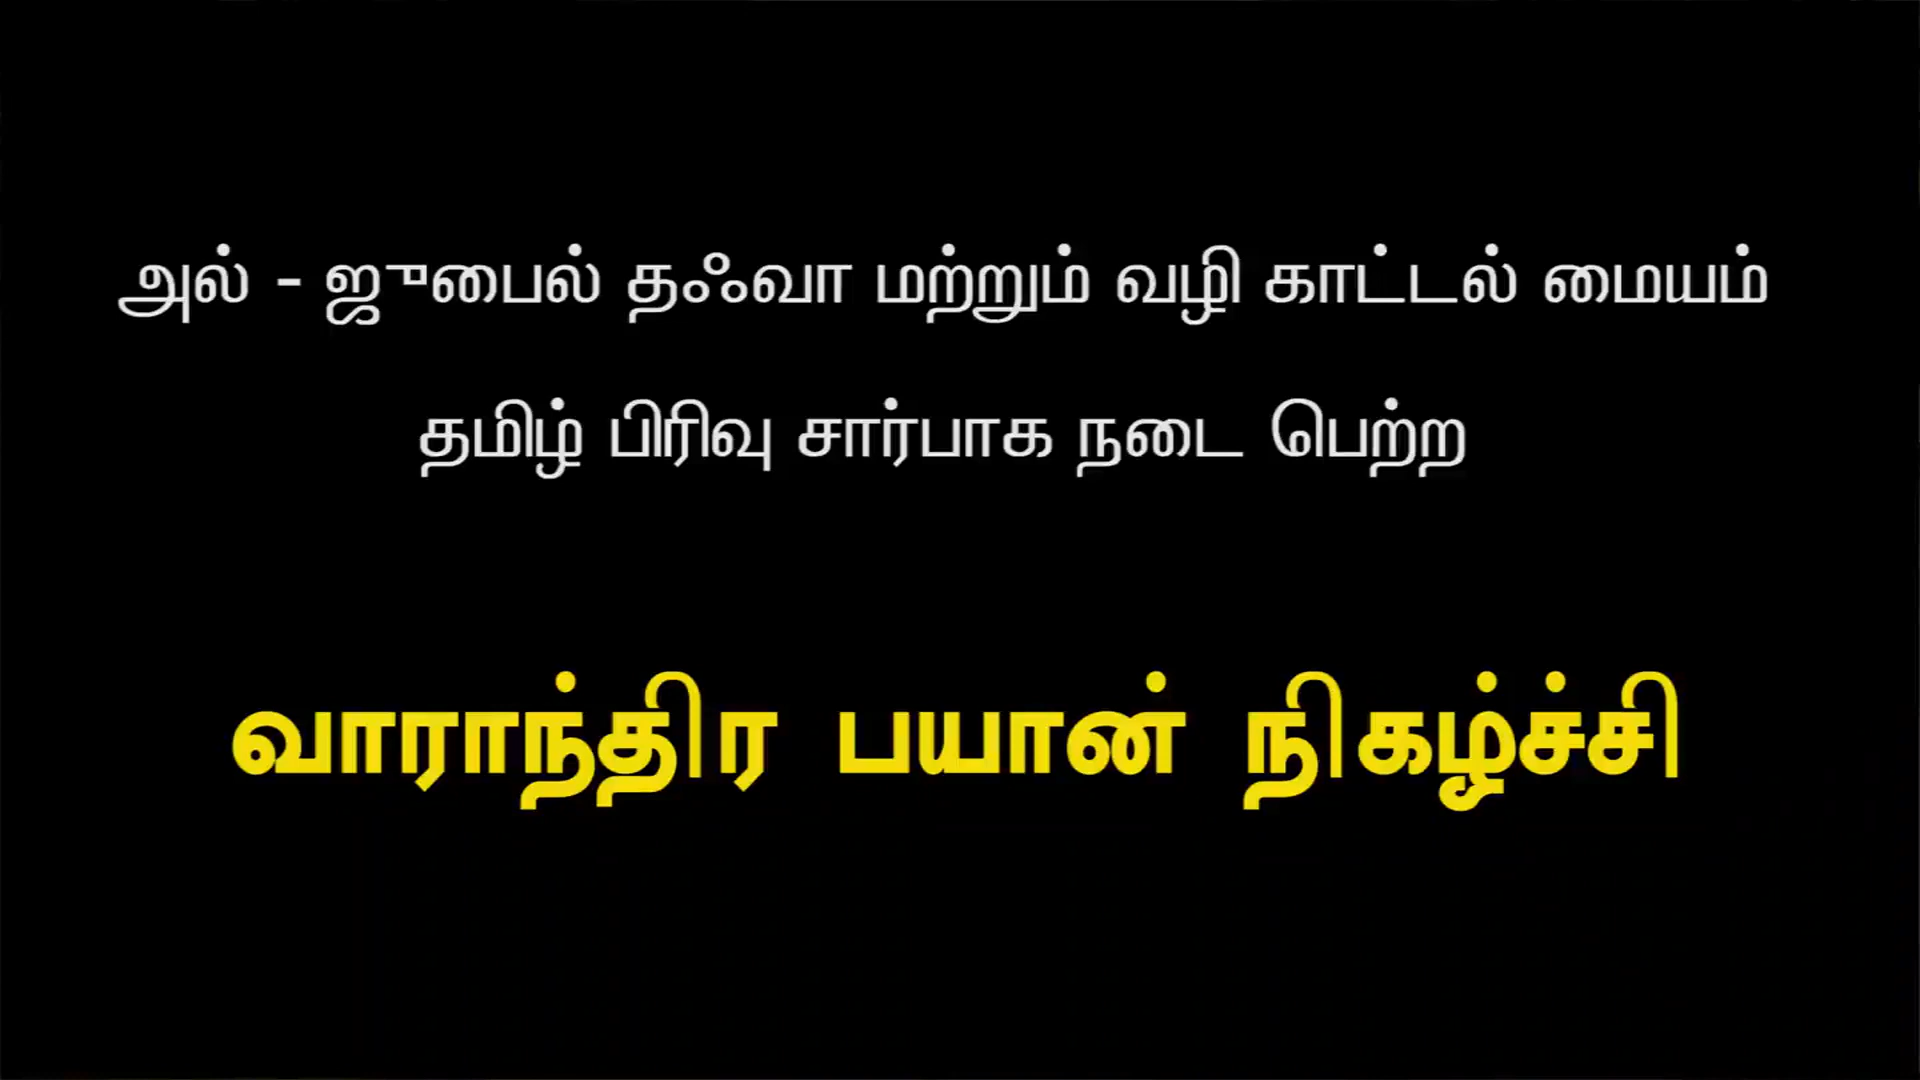 அல் - ஜுபைல் தஃவா மற்றும் வழி காட்டல் மையம்
தமிழ் பிரிவு சார்பாக நடை பெற்ற
வாராந்திர பயான் நிகழ்ச்சி